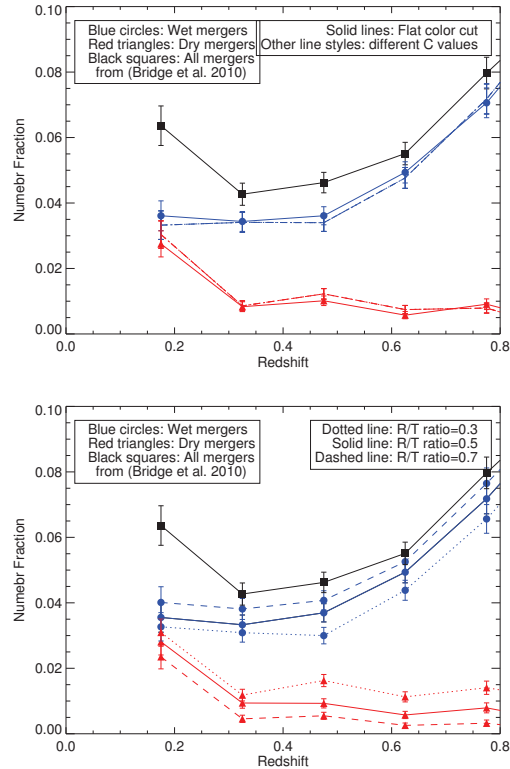 Blue circles: Wet mergers
Red triangles: Dry mergers
Black squares: All mergers
from (Bridge et al. 2010)
Solid lines: Flat color cut
Other line styles: different C values
Numebr Fraction
0.10
0.08
0.06
0.04
0.02
0.00
0.0 0.2 0.4 0.6 0.8
Redshift
Blue circles: Wet mergers
Red triangles: Dry mergers
Black squares: All mergers
from (Bridge et al. 2010)
Dotted line: R/T ratio=0.3
Solid line: R/T ratio=0.5
Dashed line: R/T ratio=0.7
Numebr Fraction
0.10
0.08
0.06
0.04
0.02
0.00
0.0 0.2 0.4 0.6 0.8
Redshift